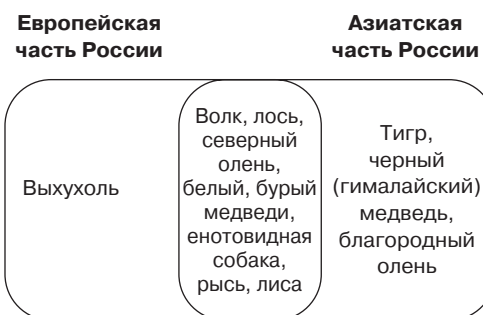 Европейская
часть России
Азиатская
часть России
Выхухоль
Волк, лось,
северный
олень,
белый, бурый
медведи,
енотовидная
собака,
рысь, лиса
Тигр,
черный
(гималайский)
медведь,
благородный
олень